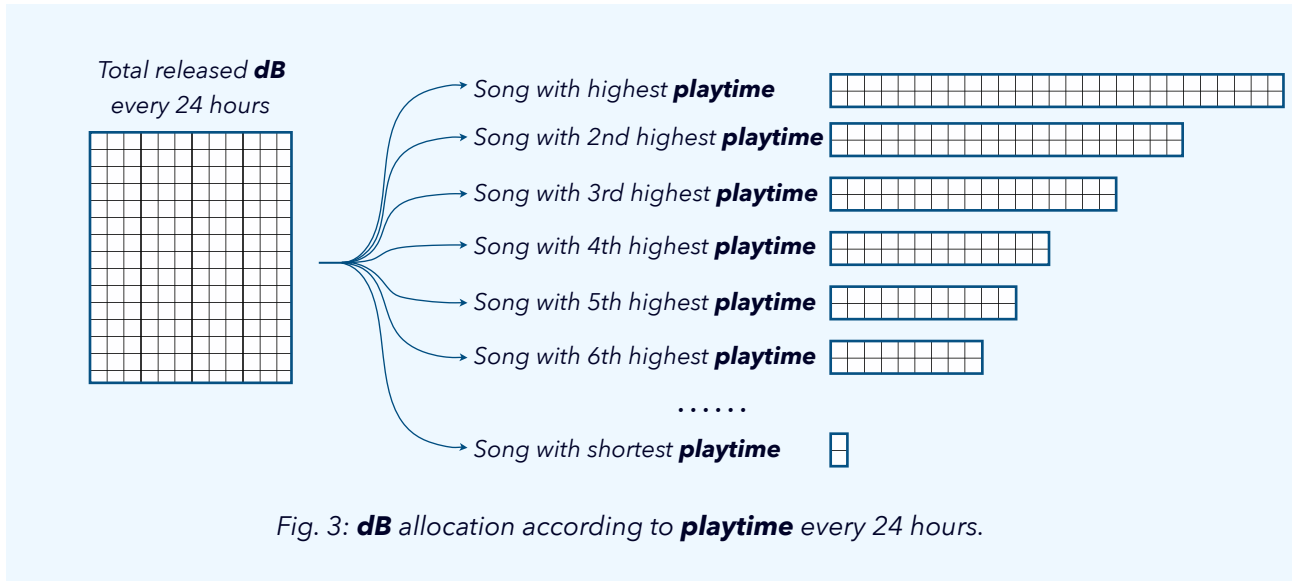 Total released dB
every 24 hours
Song with highest playtime
Song with 2nd highest playtime
Song with 3rd highest playtime
Song with 4th highest playtime
Song with 5th highest playtime
Song with 6th highest playtime
......
Song with shortest playtime
Fig. 3: dB allocation according to playtime every 24 hours.